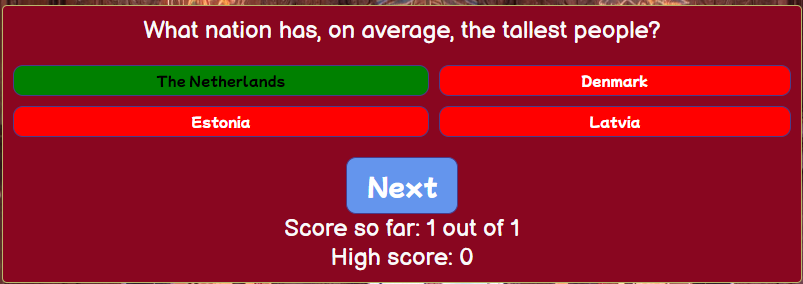 What nation has, on average, the tallest people?
The Netherlands
Denmark
Estonia
Latvia
Next
Score so far: 1 out of 1
High score: 0